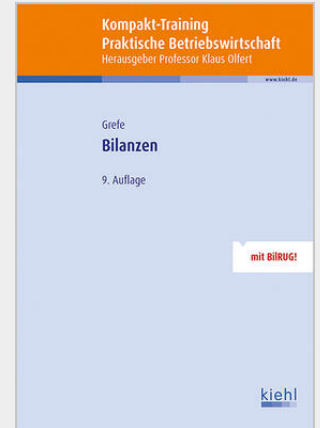 Kompakt-Training
Praktische Betriebswirtschaft
Herausgeber Professor Klaus Olfert
www.kiehl.de
Grefe
Bilanzen
9. Auflage
mit BilRUG!
kiehl